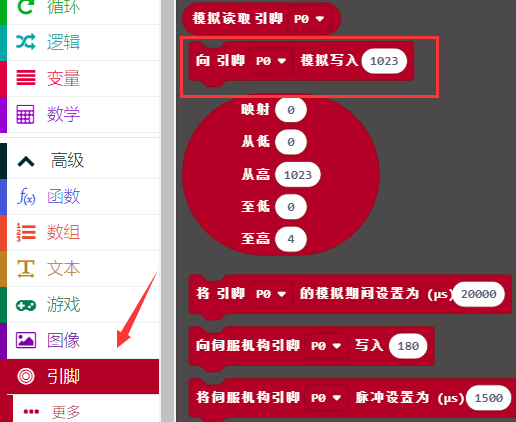 循环
逻辑
变量
数学
高级
函数
数组
文本
游戏
图像
引脚
更多
模拟读取 引脚 P0
向 引脚 P0 模拟写入 1023
映射 0
从低 0
从高 1023
至低 0
至高 4
将 引脚 P0 的模拟期间设置为 (µs) 20000
向伺服机构引脚 P0 写入 180
将伺服机构引脚 P0 脉冲设置为 (µs) 1500